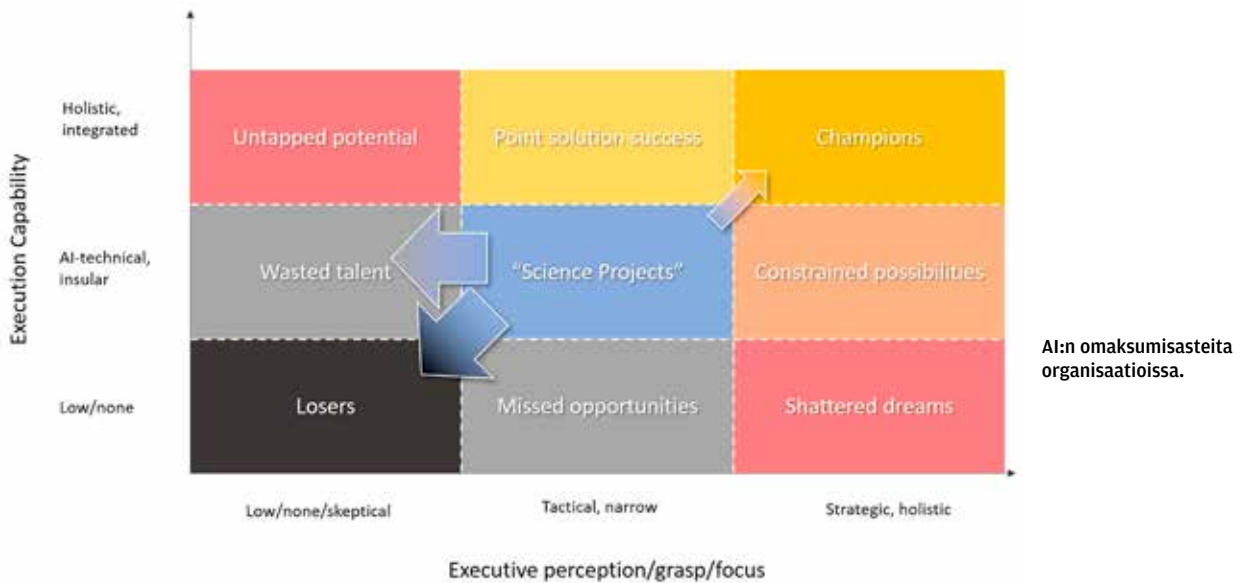 Execution Capability
Holistic,
integrated
Untapped potential
Point solution success
Champions
AI-technical,
insular
Wasted talent
“Science Projects”
Constrained possibilities
Low/none
Losers
Missed opportunities
Shattered dreams
Low/none/skeptical
Tactical, narrow
Strategic, holistic
Executive perception/grasp/focus
AI:n omaksumisasteita
organisaatioissa.